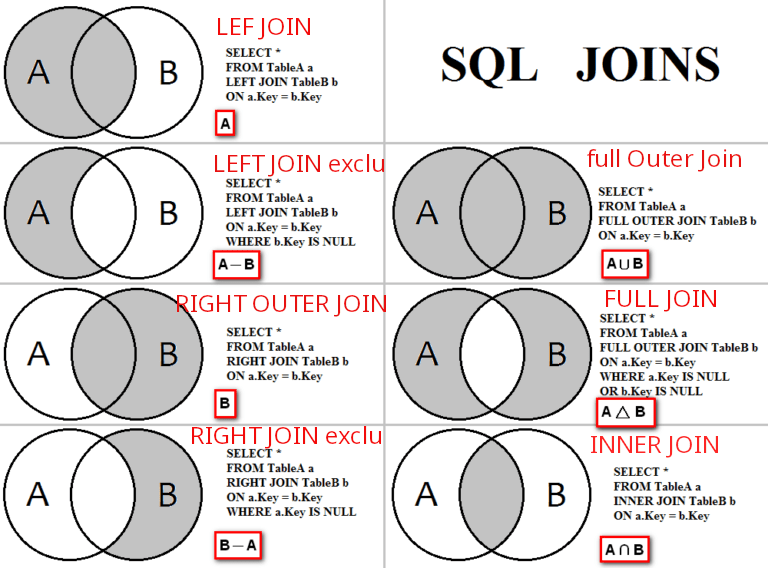 LEF JOIN
A
B
SELECT *
FROM TableA a
LEFT JOIN TableB b
ON a.Key = b.Key
A
SQL JOINS
LEFT JOIN exclu
A
B
SELECT *
FROM TableA a
LEFT JOIN TableB b
ON a.Key = b.Key
WHERE b.Key IS NULL
A – B
full Outer Join
A
B
SELECT *
FROM TableA a
FULL OUTER JOIN TableB b
ON a.Key = b.Key
A ∪ B
RIGHT OUTER JOIN
A
B
SELECT *
FROM TableA a
RIGHT JOIN TableB b
ON a.Key = b.Key
B
FULL JOIN
A
B
SELECT *
FROM TableA a
FULL OUTER JOIN TableB b
ON a.Key = b.Key
WHERE a.Key IS NULL
OR b.Key IS NULL
A △ B
RIGHT JOIN exclu
A
B
SELECT *
FROM TableA a
RIGHT JOIN TableB b
ON a.Key = b.Key
WHERE a.Key IS NULL
B – A
INNER JOIN
A
B
SELECT *
FROM TableA a
INNER JOIN TableB b
ON a.Key = b.Key
A ∩ B